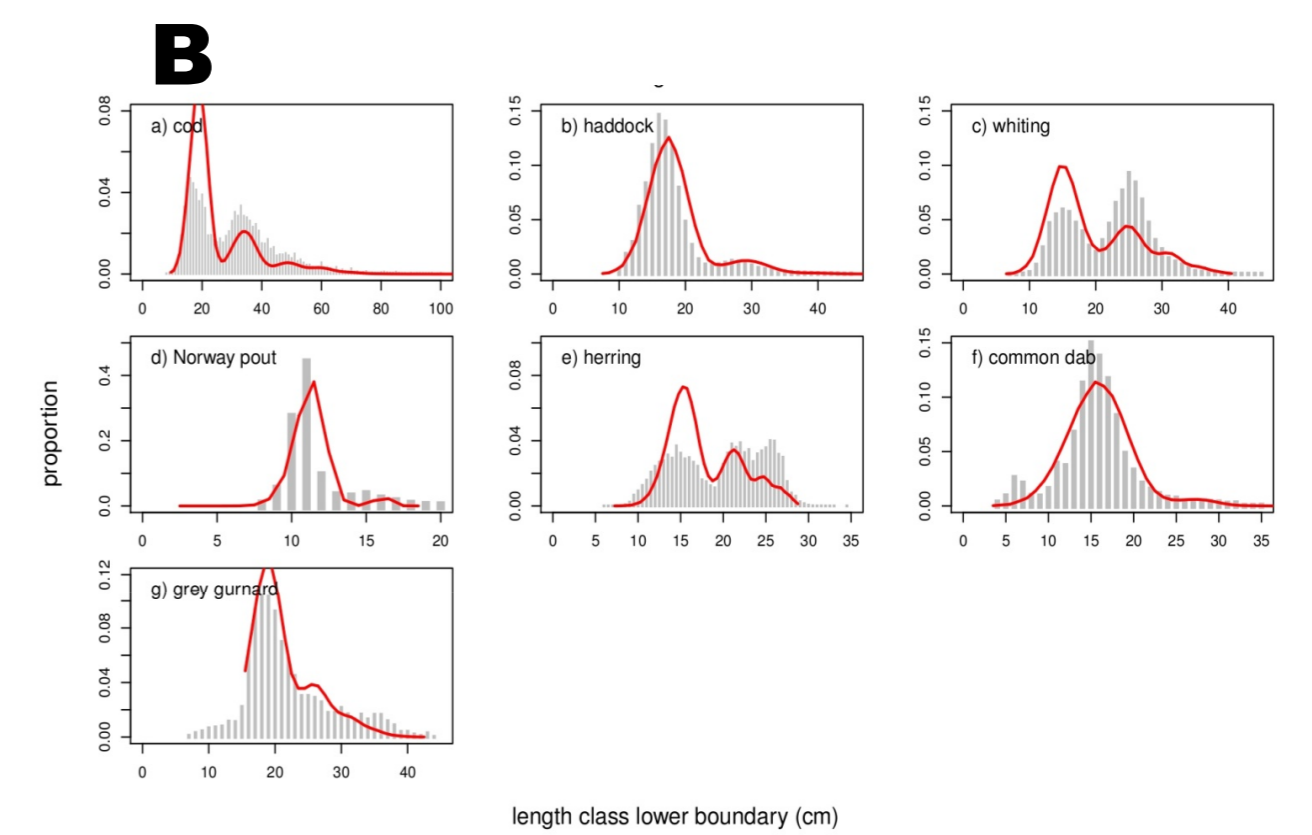 B
a) cod
0.00 0.04 0.08
0 20 40 60 80 100
b) haddock
0.00 0.05 0.10 0.15
0 10 20 30 40
c) whiting
0.00 0.05 0.10 0.15
0 10 20 30 40
d) Norway pout
0.0 0.2 0.4
0 5 10 15 20
e) herring
0.00 0.04 0.08
0 5 10 15 20 25 30 35
f) common dab
0.00 0.05 0.10 0.15
0 5 10 15 20 25 30 35
g) grey gurnard
0.00 0.04 0.08 0.12
0 10 20 30 40
proportion
length class lower boundary (cm)